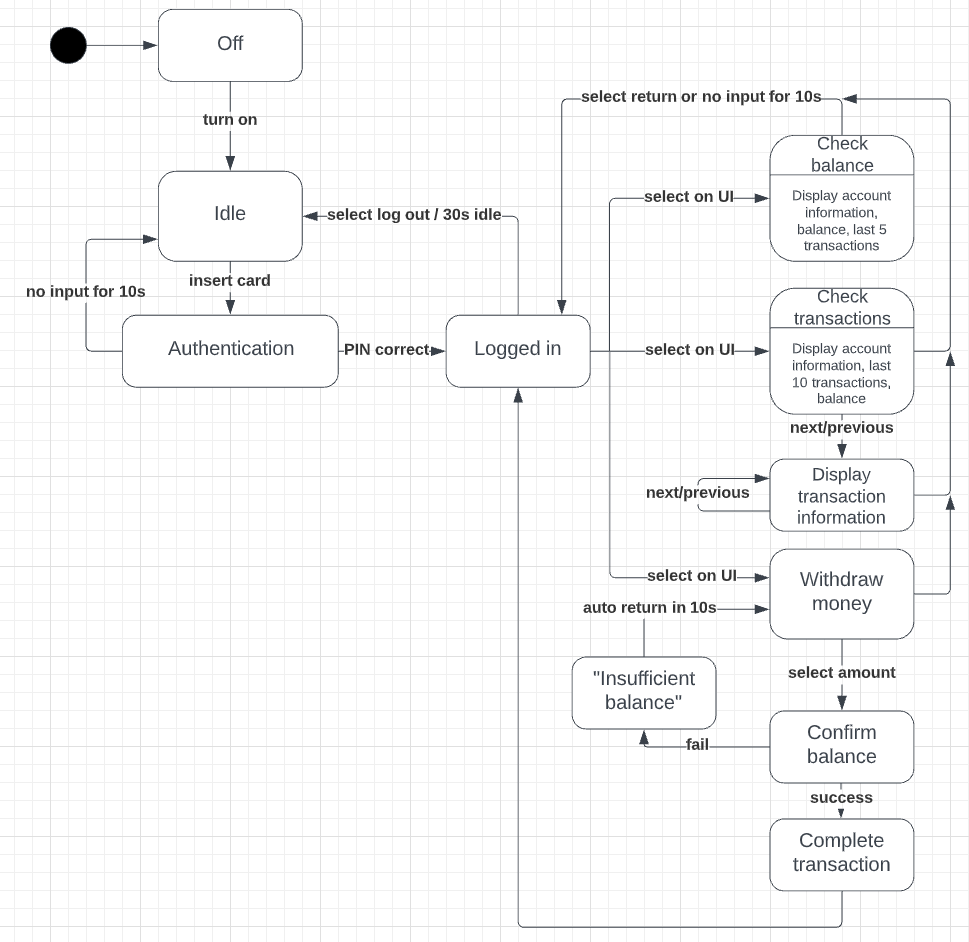 Off
turn on
select return or no input for 10s
Check
balance
Display account
information,
balance, last 5
transactions
select on UI
Idle
select log out / 30s idle
insert card
no input for 10s
Authentication
PIN correct
Logged in
select on UI
Check
transactions
Display account
information, last
10 transactions,
balance
next/previous
Display
transaction
information
next/previous
select on UI
Withdraw
money
auto return in 10s
select amount
"Insufficient
balance"
Confirm
balance
fail
success
Complete
transaction